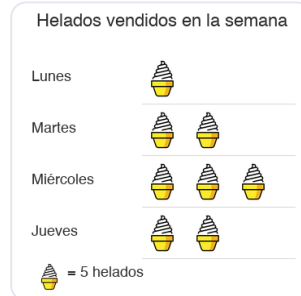 Helados vendidos en la semana
Lunes
Martes
Miércoles
Jueves
= 5 helados